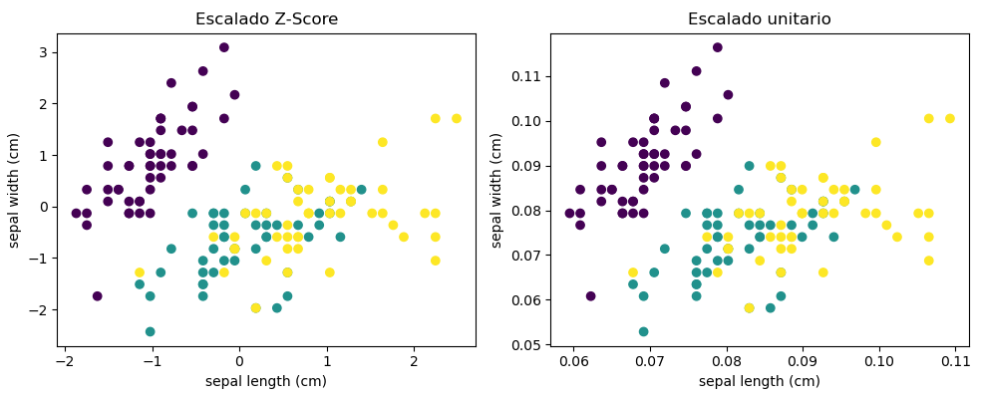 Escalado Z-Score
3
2
1
0
−1
−2
sepal width (cm)
−2 −1 0 1 2
sepal length (cm)
Escalado unitario
0.11
0.10
0.09
0.08
0.07
0.06
0.05
sepal width (cm)
0.06 0.07 0.08 0.09 0.10 0.11
sepal length (cm)